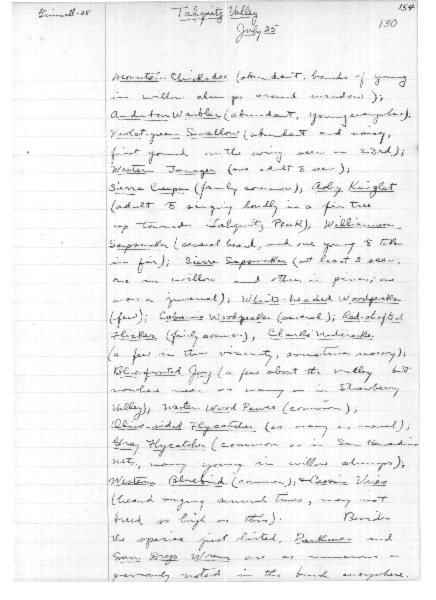 Grinnell-08
Tahquitz Valley
July 25
154
130
Mountain Chickadee (abundant, bands of young
in willow clumps around meadow);
Audubon Warbler (abundant, young everywhere);
Violet-green Swallow (abundant and noisy,
first young on the wing seen on 23rd);
Western Tanager (one adult ♂ seen);
Sierra Creeper (fairly common); Ruby Kinglet
(adult ♂ singing loudly in a fir tree
up toward Tahquitz Peak); Williamson
Sapsucker (several heard, and one young ♂ taken
in fir); Sierra Sapsucker (at least 3 seen,
one in willow and others in pines; one
was a juvenal); White-headed Woodpecker
(few); Cabanis Woodpecker (several); Red-shafted
Flicker (fairly common); Clarke Nutcracker
(a few in this vicinity, sometimes noisy);
Blue-fronted Jay (a few about the valley but
nowhere near as many as in Strawberry
Valley); Western Wood Pewee (common);
Olive-sided Flycatcher (as many as usual);
Gray Flycatcher (common as in San Bernardino
Mts, many young in willow clumps);
Western Bluebird (common); Cassin Vireo
(heard singing several times, may not
breed so high as this). Besides
the species just listed, Parkman and
San Diego Wrens are as numerous as
previously noted in the brush everywhere.